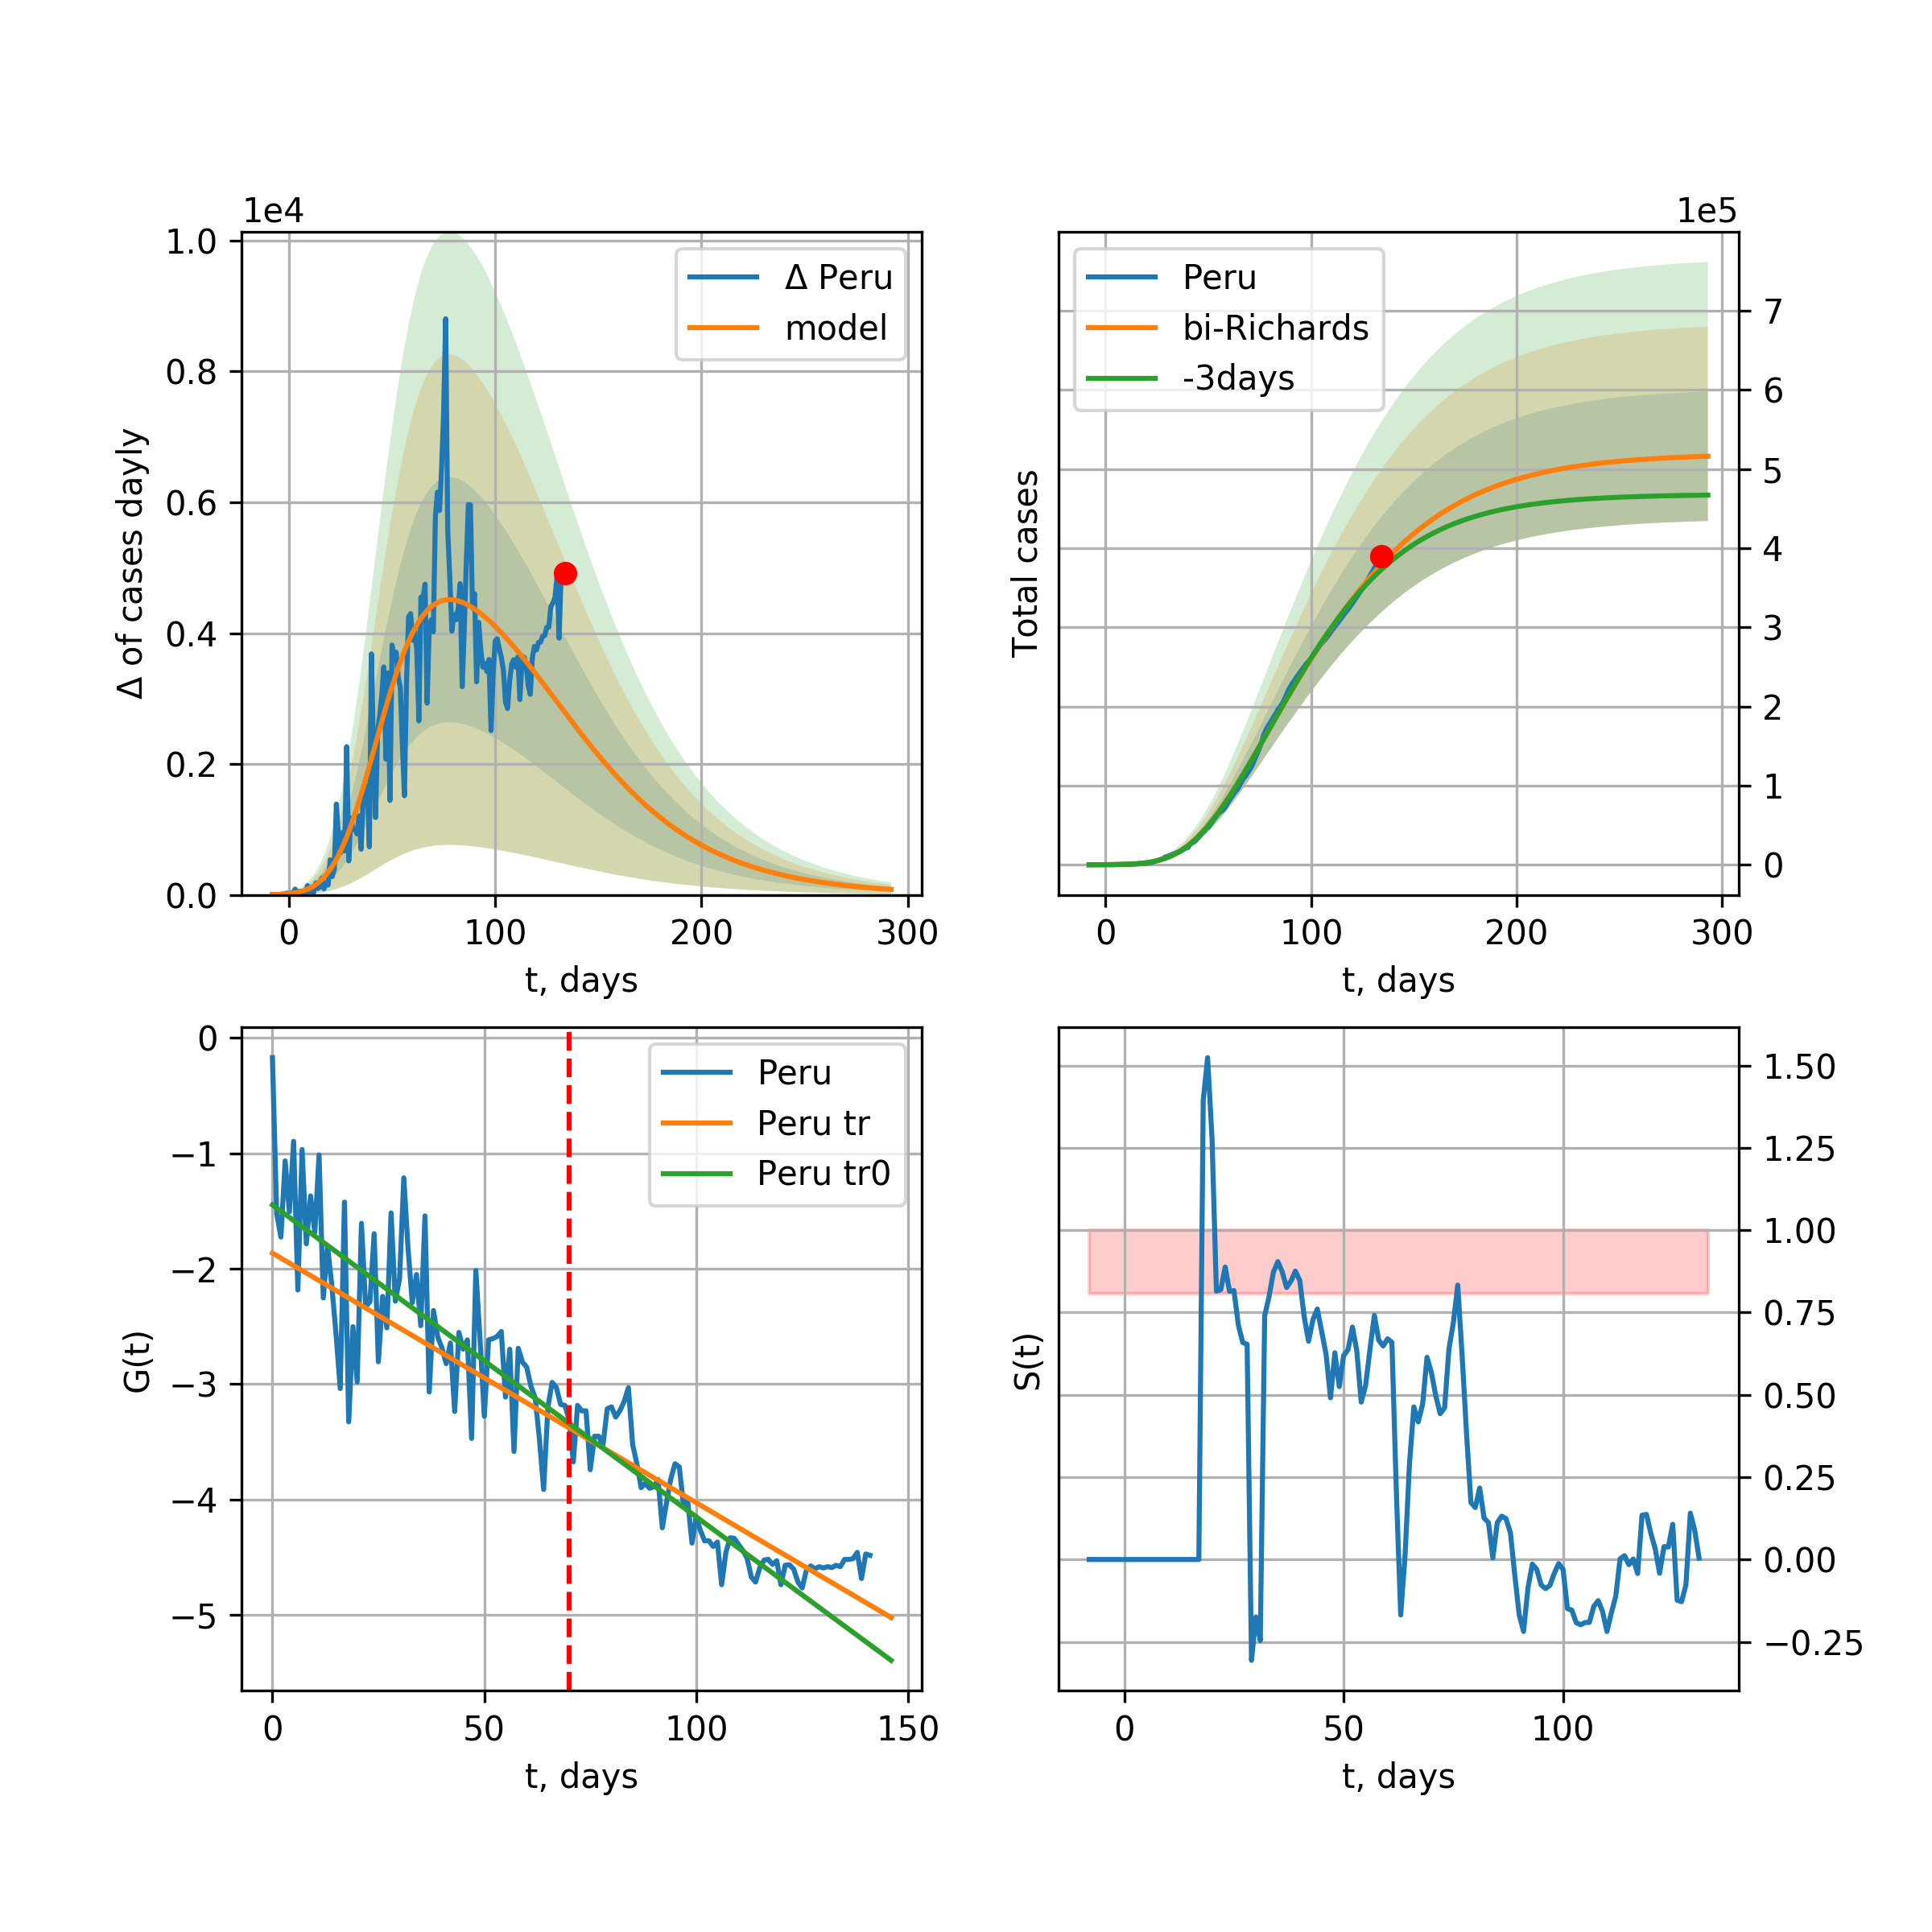 1e4
1.0
0.8
0.6
0.4
0.2
0.0
Δ of cases dayly
Δ Peru
model
0 100 200 300
t, days
1e5
Peru
bi-Richards
-3days
Total cases
7
6
5
4
3
2
1
0
0 100 200 300
t, days
0
−1
−2
−3
−4
−5
G(t)
Peru
Peru tr
Peru tr0
0 50 100 150
t, days
S(t)
1.50
1.25
1.00
0.75
0.50
0.25
0.00
−0.25
0 50 100
t, days